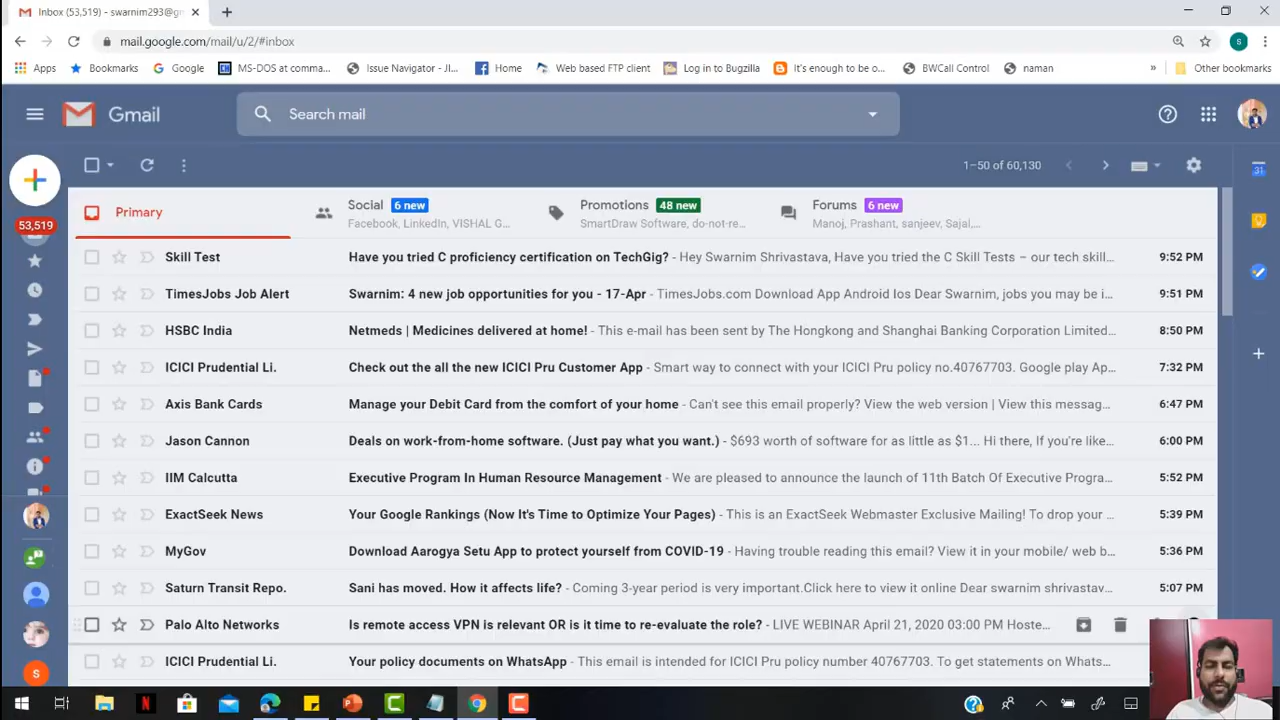 Inbox (53,519) - swarnim293@g
mail.google.com/mail/u/2/#inbox
S
Apps Bookmarks Google MS-DOS at comma... Issue Navigator - JI... Home Web based FTP client Log in to Bugzilla It's enough to be o... BWCall Control naman » Other bookmarks
Gmail Search mail
1–50 of 60,130
31
53,519
Primary
Social 6 new
Facebook, LinkedIn, VISHAL G...
Promotions 48 new
SmartDraw Software, do-not-re...
Forums 6 new
Manoj, Prashant, sanjeev, Sajal,...
Skill Test Have you tried C proficiency certification on TechGig? - Hey Swarnim Shrivastava, Have you tried the C Skill Tests – our tech skill... 9:52 PM
TimesJobs Job Alert Swarnim: 4 new job opportunities for you - 17-Apr - TimesJobs.com Download App Android Ios Dear Swarnim, jobs you may be i... 9:51 PM
HSBC India Netmeds | Medicines delivered at home! - This e-mail has been sent by The Hongkong and Shanghai Banking Corporation Limited... 8:50 PM
ICICI Prudential Li. Check out the all the new ICICI Pru Customer App - Smart way to connect with your ICICI Pru policy no.40767703. Google play Ap... 7:32 PM
Axis Bank Cards Manage your Debit Card from the comfort of your home - Can't see this email properly? View the web version | View this messag... 6:47 PM
Jason Cannon Deals on work-from-home software. (Just pay what you want.) - $693 worth of software for as little as $1... Hi there, If you're like... 6:00 PM
IIM Calcutta Executive Program In Human Resource Management - We are pleased to announce the launch of 11th Batch Of Executive Progra... 5:52 PM
ExactSeek News Your Google Rankings (Now It's Time to Optimize Your Pages) - This is an ExactSeek Webmaster Exclusive Mailing! To drop your ... 5:39 PM
MyGov Download Aarogya Setu App to protect yourself from COVID-19 - Having trouble reading this email? View it in your mobile/ web b... 5:36 PM
Saturn Transit Repo. Sani has moved. How it affects life? - Coming 3-year period is very important.Click here to view it online Dear swarnim shrivastav... 5:07 PM
Palo Alto Networks Is remote access VPN is relevant OR is it time to re-evaluate the role? - LIVE WEBINAR April 21, 2020 03:00 PM Hoste...
ICICI Prudential Li. Your policy documents on WhatsApp - This email is intended for ICICI Pru policy number 40767703. To get statements on Whats...
S